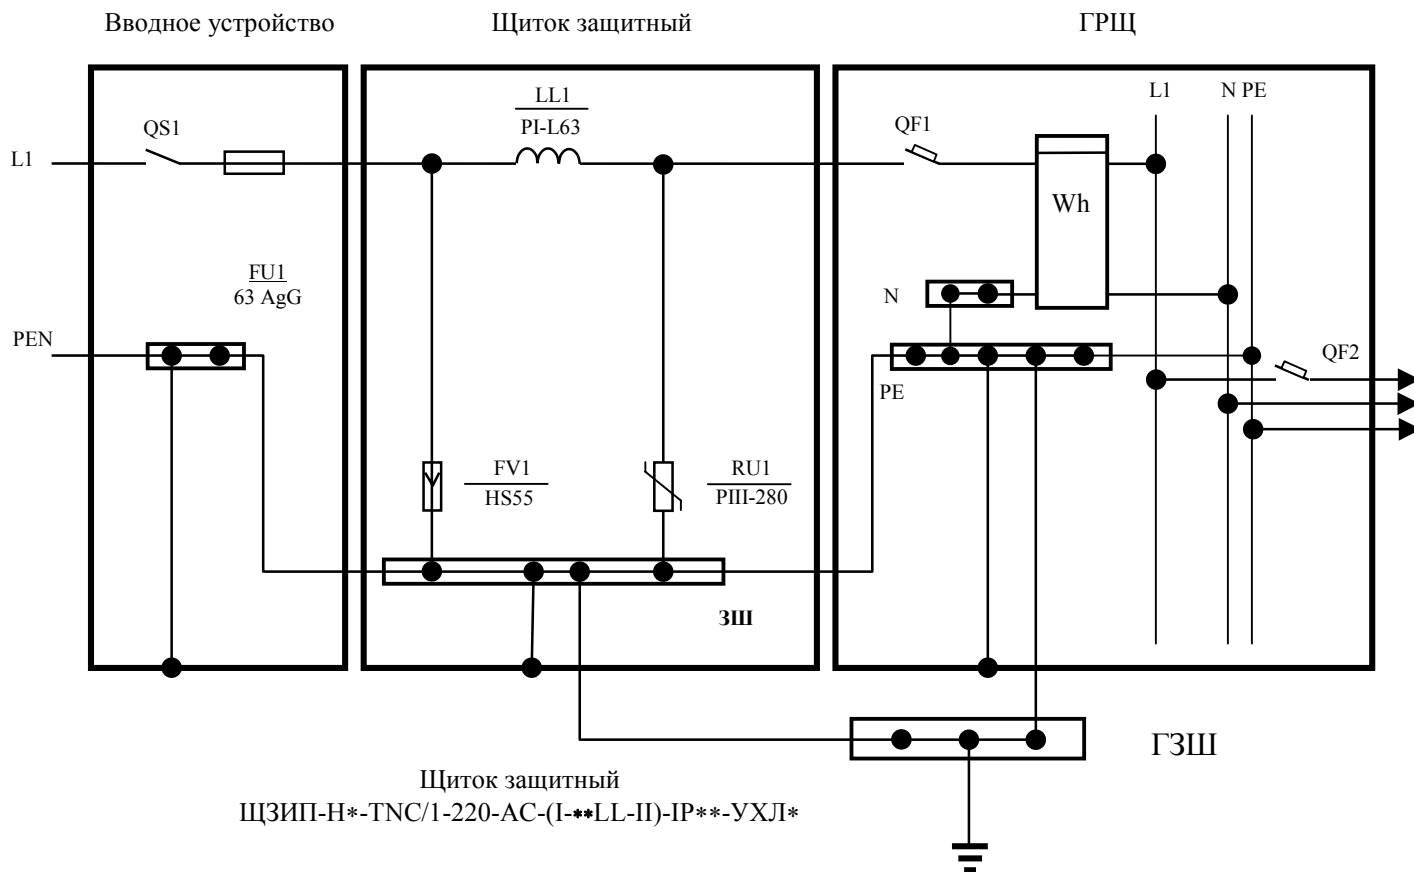 Вводное устройство
Щиток защитный
ГРЩ
L1
QS1
FU1
63 AgG
PEN
LL1
PI-L63
FV1
HS55
RU1
PIII-280
ЗШ
QF1
Wh
L1
N PE
N
PE
QF2
ГЗШ
Щиток защитный
ЩЗИП-Н*-TNC/1-220-АС-(I-**LL-II)-IP**-УХЛ*